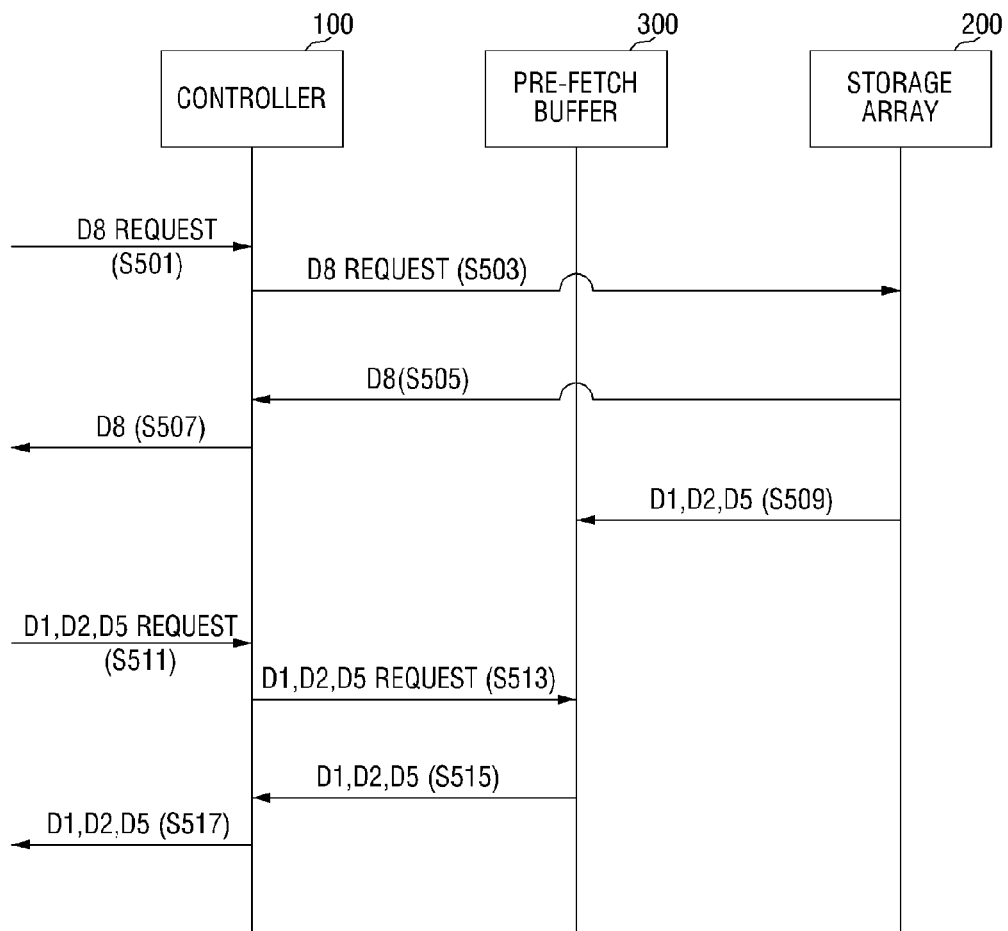 100
300
200
CONTROLLER
PRE-FETCH
BUFFER
STORAGE
ARRAY
D8 REQUEST
(S501)
D8 REQUEST (S503)
D8(S505)
D8 (S507)
D1,D2,D5 (S509)
D1,D2,D5 REQUEST
(S511)
D1,D2,D5 REQUEST (S513)
D1,D2,D5 (S515)
D1,D2,D5 (S517)